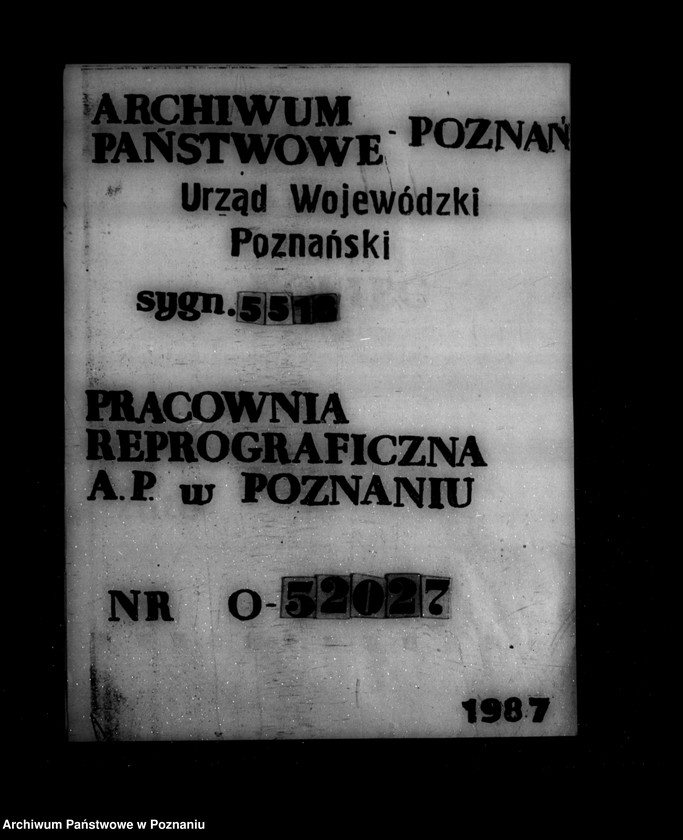 ARCHIWUM
PAŃSTWOWE - POZNAŃ
Urząd Wojewódzki
Poznański
sygn.
PRACOWNIA
REPROGRAFICZNA
A.P. w POZNANIU
NR O-52027
1987
Archiwum Państwowe w Poznaniu